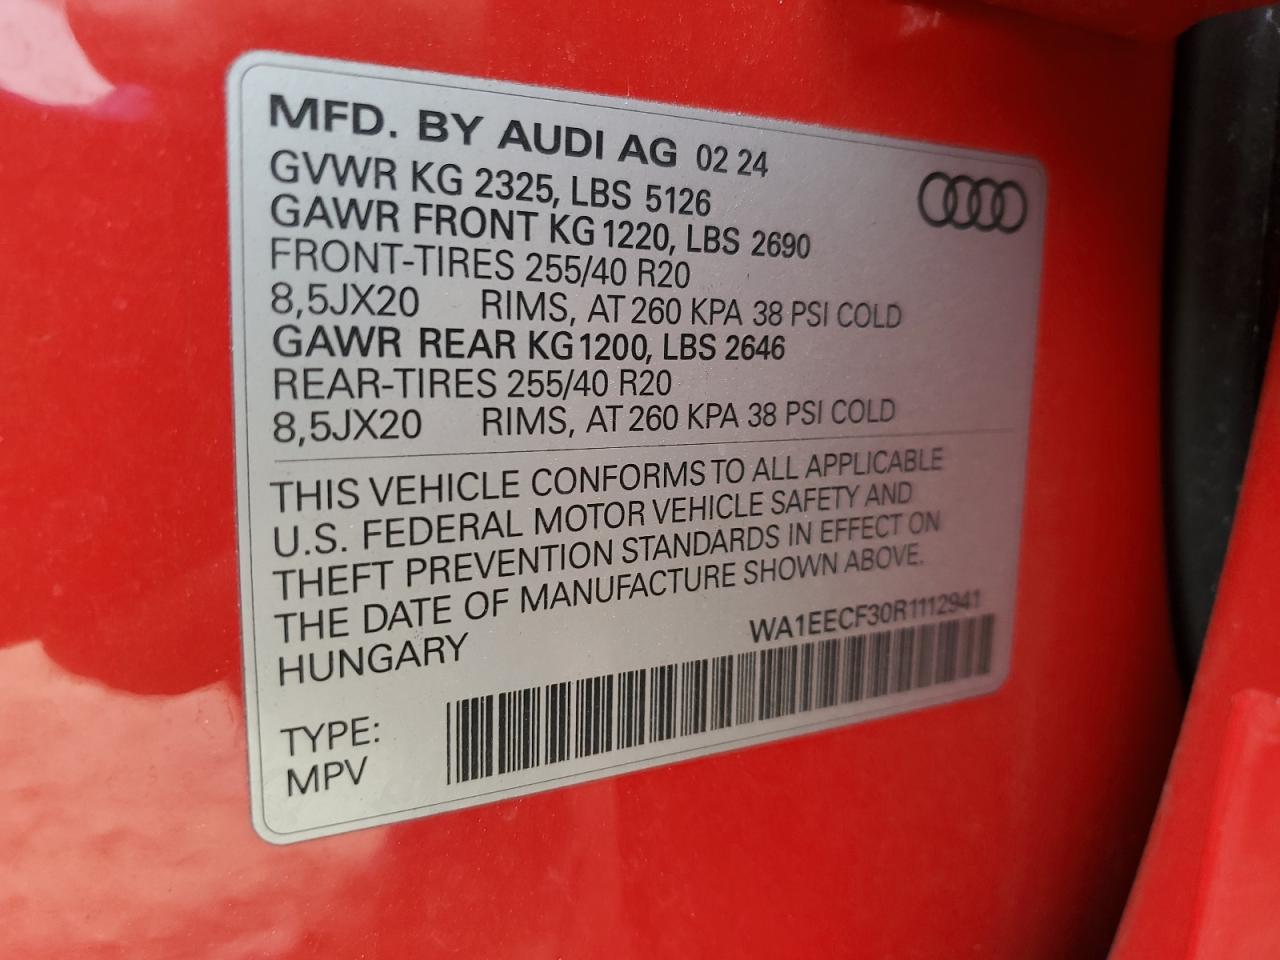 MFD. BY AUDI AG 02 24
GVWR KG 2325, LBS 5126
GAWR FRONT KG 1220, LBS 2690
FRONT-TIRES 255/40 R20
8,5JX20 RIMS, AT 260 KPA 38 PSI COLD
GAWR REAR KG 1200, LBS 2646
REAR-TIRES 255/40 R20
8,5JX20 RIMS, AT 260 KPA 38 PSI COLD
THIS VEHICLE CONFORMS TO ALL APPLICABLE
U.S. FEDERAL MOTOR VEHICLE SAFETY AND
THEFT PREVENTION STANDARDS IN EFFECT ON
THE DATE OF MANUFACTURE SHOWN ABOVE.
HUNGARY
WA1EECF30R1112941
TYPE:
MPV